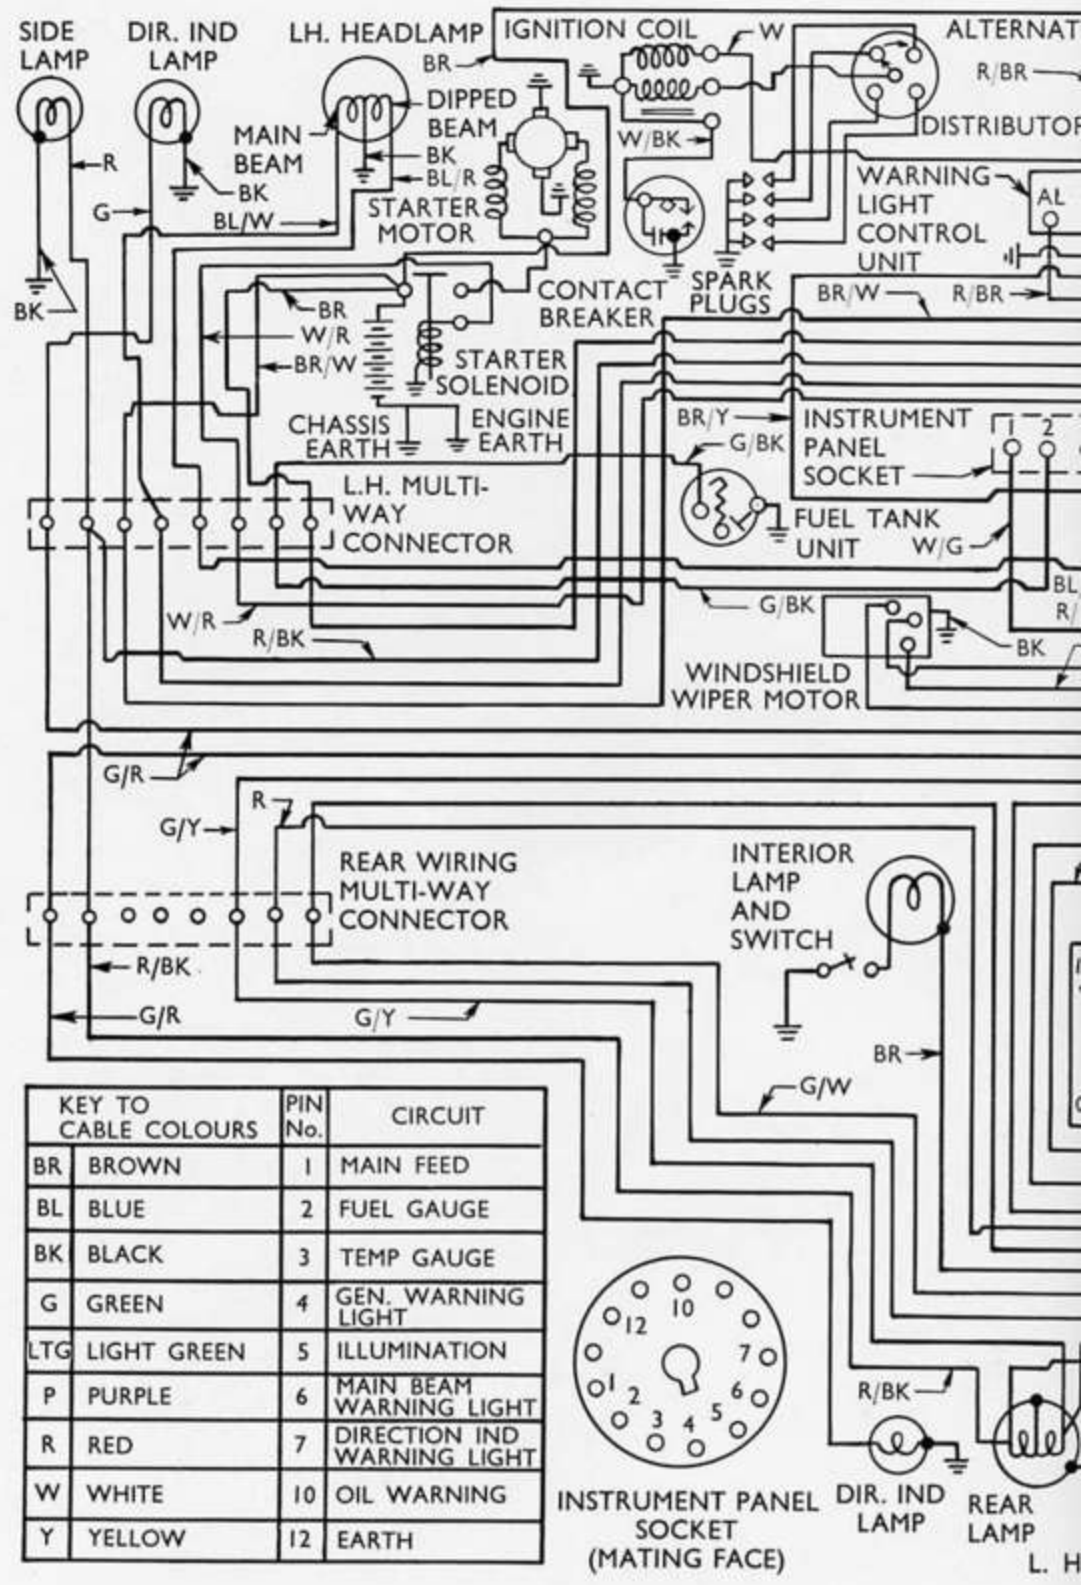 SIDE
LAMP
DIR. IND
LAMP
LH. HEADLAMP
IGNITION COIL
W
BR
R/BR
DISTRIBUTOR
DIPPED
BEAM
MAIN
BEAM
W/BK
R
BK
BK
BL/R
G
BL/W
STARTER
MOTOR
WARNING
LIGHT
CONTROL
UNIT
AL
BK
BR
W/R
BR/W
CONTACT
BREAKER
SPARK
PLUGS
BR/W
R/BR
STARTER
SOLENOID
CHASSIS
EARTH
ENGINE
EARTH
BR/Y
G/BK
INSTRUMENT
PANEL
SOCKET
1 2
L.H. MULTI-
WAY
CONNECTOR
FUEL TANK
UNIT
W/G
W/R
R/BK
G/BK
BL/
R/
BK
WINDSHIELD
WIPER MOTOR
G/R
R
G/Y
REAR WIRING
MULTI-WAY
CONNECTOR
INTERIOR
LAMP
AND
SWITCH
R/BK
G/R
G/Y
BR
G/W
KEY TO
CABLE COLOURS
PIN
No.
CIRCUIT
BR BROWN 1 MAIN FEED
BL BLUE 2 FUEL GAUGE
BK BLACK 3 TEMP GAUGE
G GREEN 4 GEN. WARNING
LIGHT
LTG LIGHT GREEN 5 ILLUMINATION
P PURPLE 6 MAIN BEAM
WARNING LIGHT
R RED 7 DIRECTION IND
WARNING LIGHT
W WHITE 10 OIL WARNING
Y YELLOW 12 EARTH
10
12
7
1
2
6
3
4
5
INSTRUMENT PANEL
SOCKET
(MATING FACE)
R/BK
DIR. IND
LAMP
REAR
LAMP
L. H